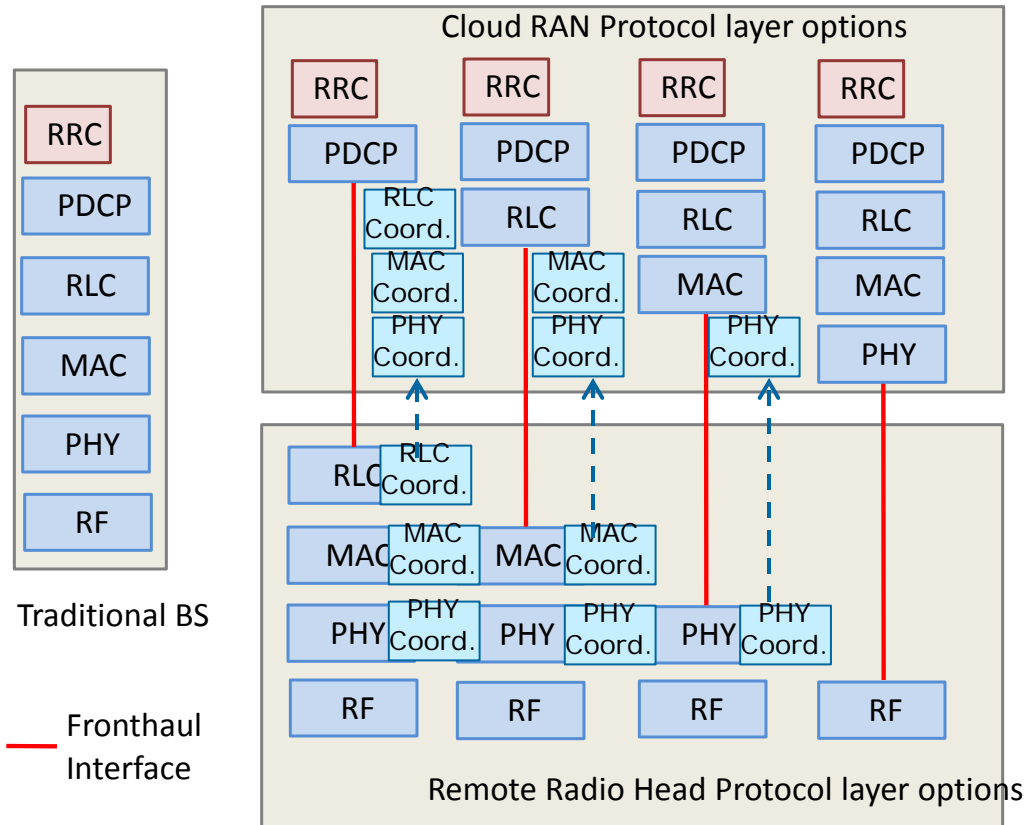 Cloud RAN Protocol layer options
RRC
PDCP
RLC
MAC
PHY
RF
Traditional BS
Fronthaul
Interface
RRC
RRC
RRC
RRC
PDCP
PDCP
PDCP
PDCP
RLC
Coord.
RLC
RLC
RLC
MAC
Coord.
MAC
Coord.
MAC
MAC
PHY
Coord.
PHY
Coord.
PHY
Coord.
PHY
RLC
RLC
Coord.
MAC
MAC
Coord.
MAC
MAC
Coord.
PHY
PHY
Coord.
PHY
PHY
Coord.
PHY
PHY
Coord.
RF
RF
RF
RF
Remote Radio Head Protocol layer options